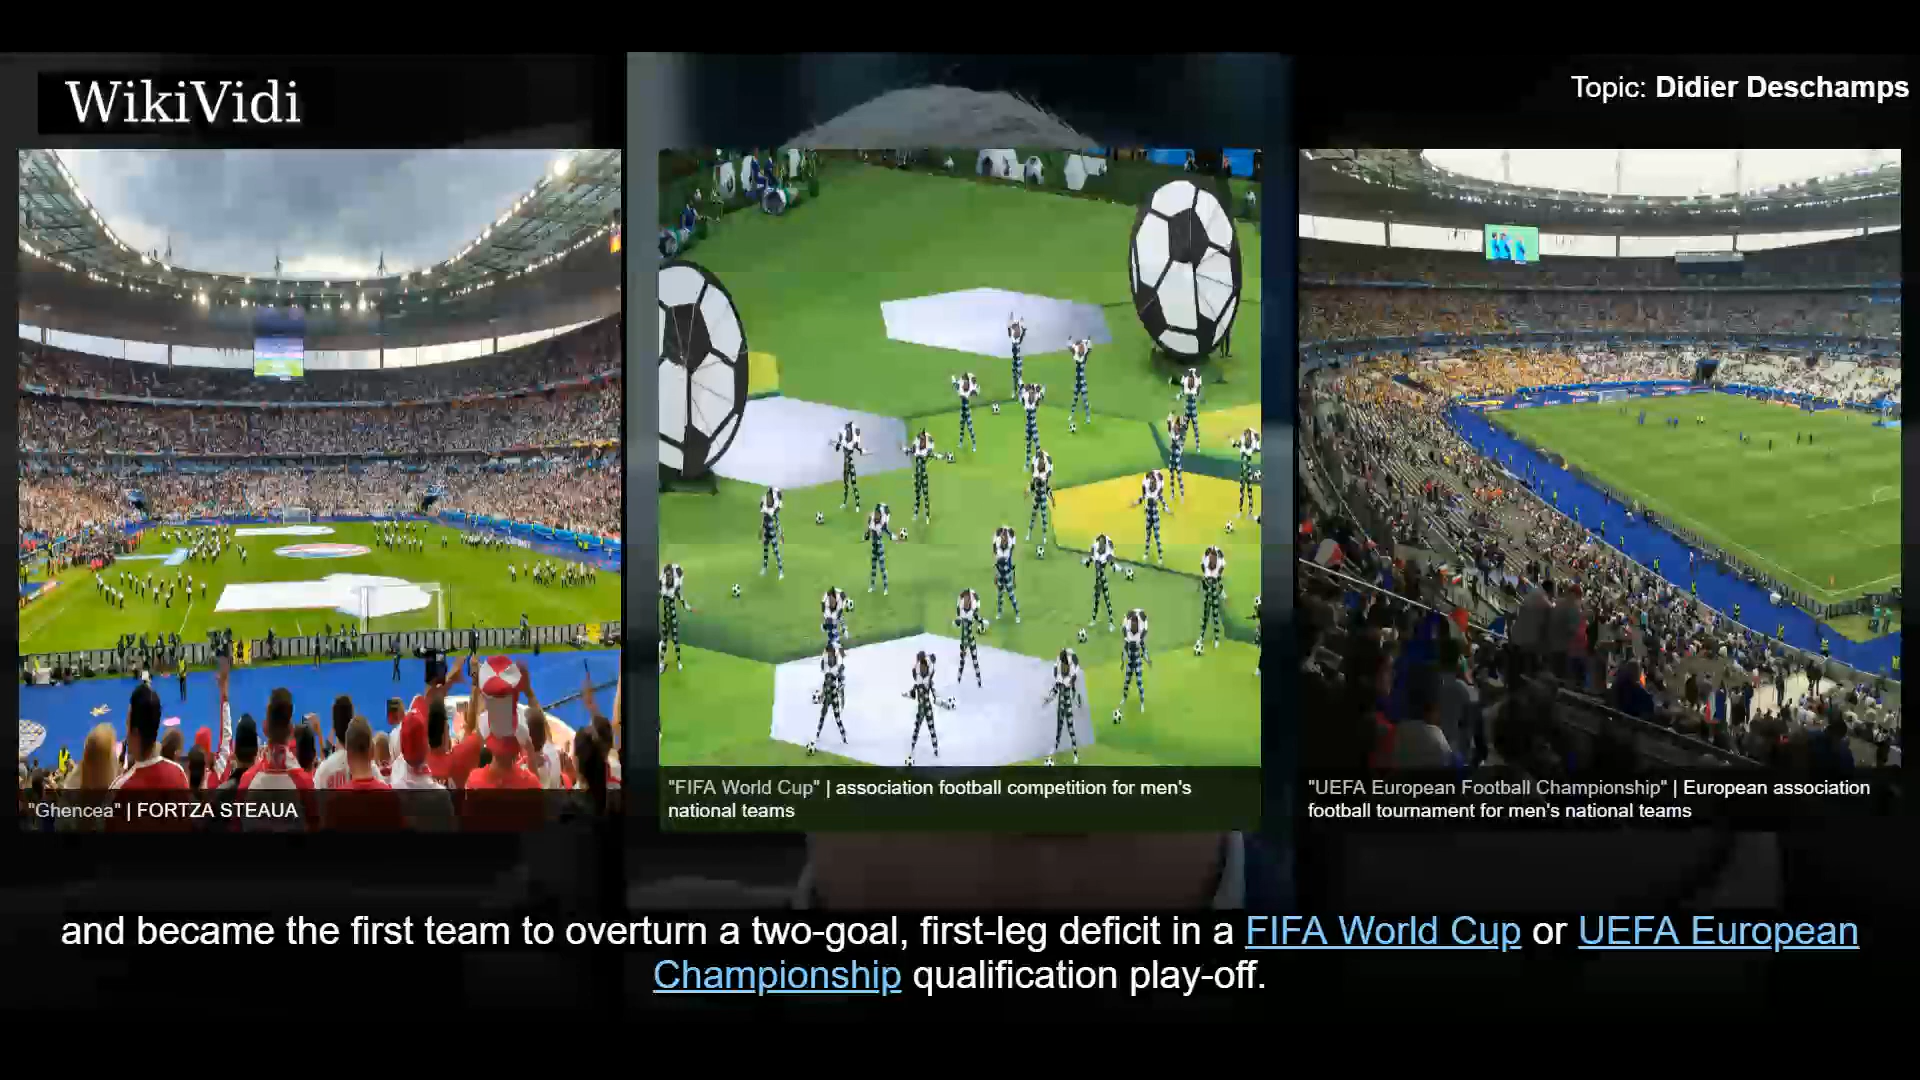 WikiVidi
Topic: Didier Deschamps
"Ghencea" | FORTZA STEAUA
"FIFA World Cup" | association football competition for men's
national teams
"UEFA European Football Championship" | European association
football tournament for men's national teams
and became the first team to overturn a two-goal, first-leg deficit in a FIFA World Cup or UEFA European
Championship qualification play-off.